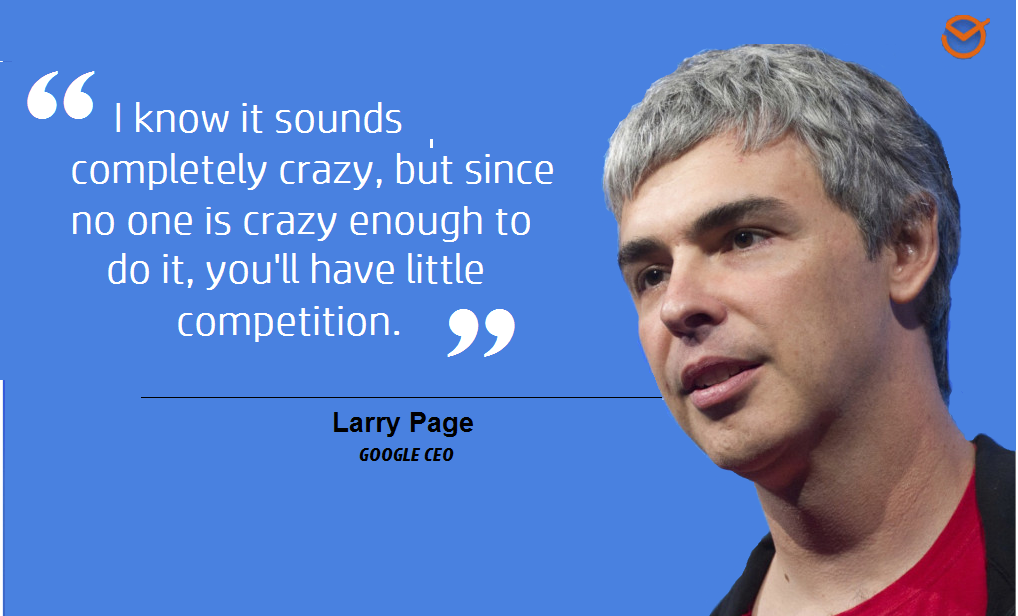 “ I know it sounds
completely crazy, but since
no one is crazy enough to
do it, you'll have little
competition. ”
Larry Page
GOOGLE CEO